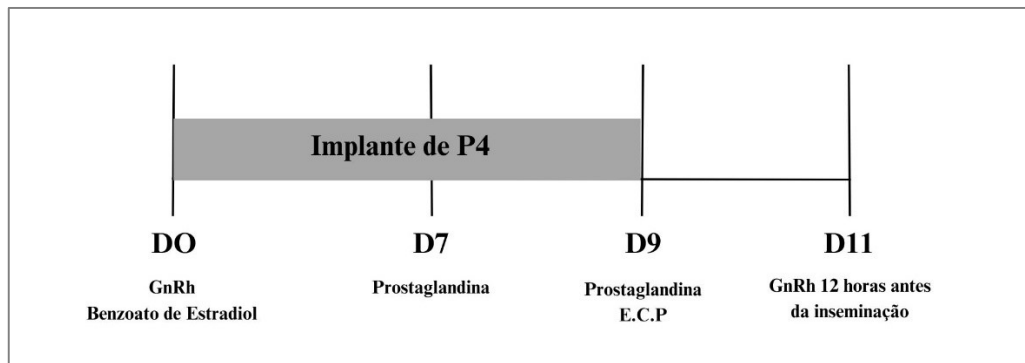 Implante de P4
DO
D7
D9
D11
GnRh
Benzoato de Estradiol
Prostaglandina
Prostaglandina
E.C.P
GnRh 12 horas antes
da inseminação